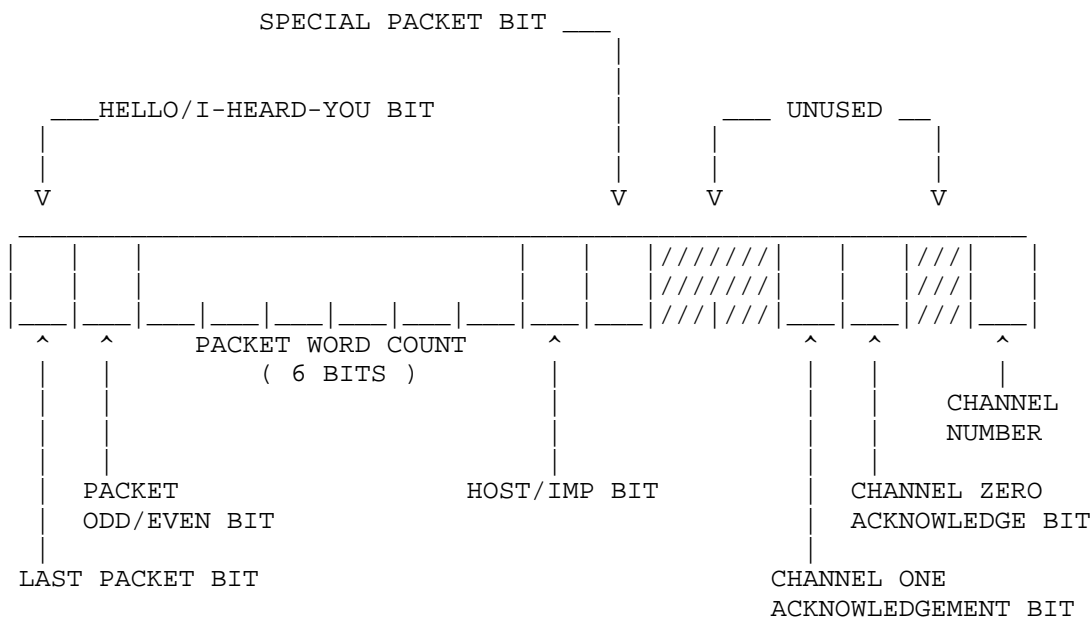 SPECIAL PACKET BIT
HELLO/I-HEARD-YOU BIT
UNUSED
PACKET WORD COUNT
( 6 BITS )
CHANNEL
NUMBER
PACKET
ODD/EVEN BIT
HOST/IMP BIT
CHANNEL ZERO
ACKNOWLEDGE BIT
LAST PACKET BIT
CHANNEL ONE
ACKNOWLEDGEMENT BIT